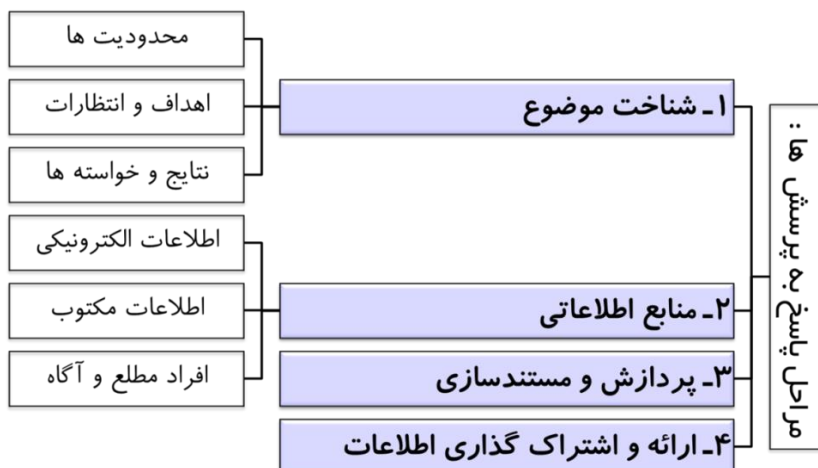 مراحل پاسخ به پرسش ها :
۱ـ شناخت موضوع
محدودیت ها
اهداف و انتظارات
نتایج و خواسته ها
۲ـ منابع اطلاعاتی
اطلاعات الکترونیکی
اطلاعات مکتوب
افراد مطلع و آگاه
۳ـ پردازش و مستندسازی
۴ـ ارائه و اشتراک گذاری اطلاعات